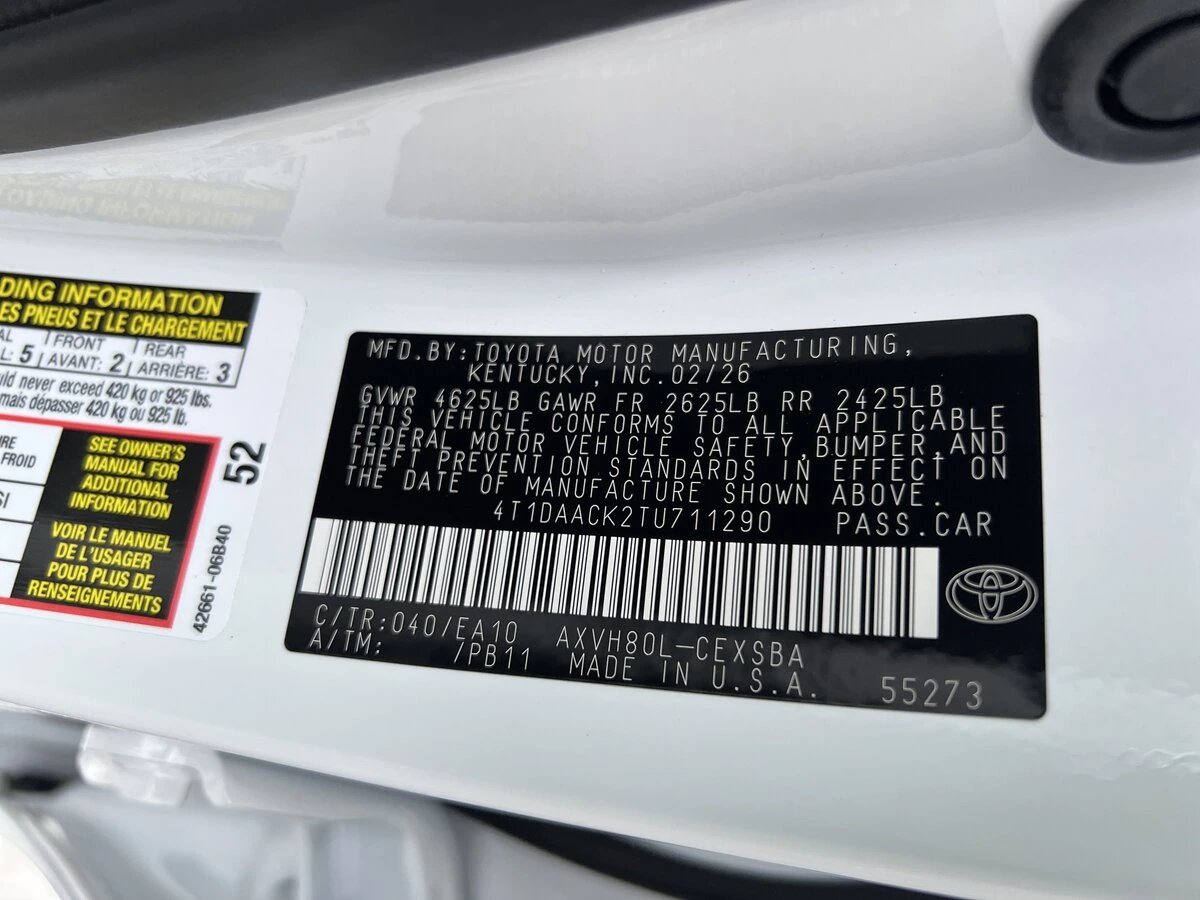 DING INFORMATION
ES PNEUS ET LE CHARGEMENT
AL FRONT REAR
L: 5 AVANT: 2 ARRIÈRE: 3
never exceed 420 kg or 925 lbs.
dépasser 420 kg ou 925 lb.
FROID
SEE OWNER'S
MANUAL FOR
ADDITIONAL
INFORMATION
VOIR LE MANUEL
DE L'USAGER
POUR PLUS DE
RENSEIGNEMENTS
52
42661-06B40
MFD.BY:TOYOTA MOTOR MANUFACTURING,
KENTUCKY,INC.02/26
GVWR 4625LB GAWR FR 2625LB RR 2425LB
THIS VEHICLE CONFORMS TO ALL APPLICABLE
FEDERAL MOTOR VEHICLE SAFETY,BUMPER,AND
THEFT PREVENTION STANDARDS IN EFFECT ON
THE DATE OF MANUFACTURE SHOWN ABOVE.
4T1DAACK2TU711290 PASS.CAR
C/TR:040/EA10 AXVH80L-CEXSBA
A/TM: /PB11 MADE IN U.S.A. 55273